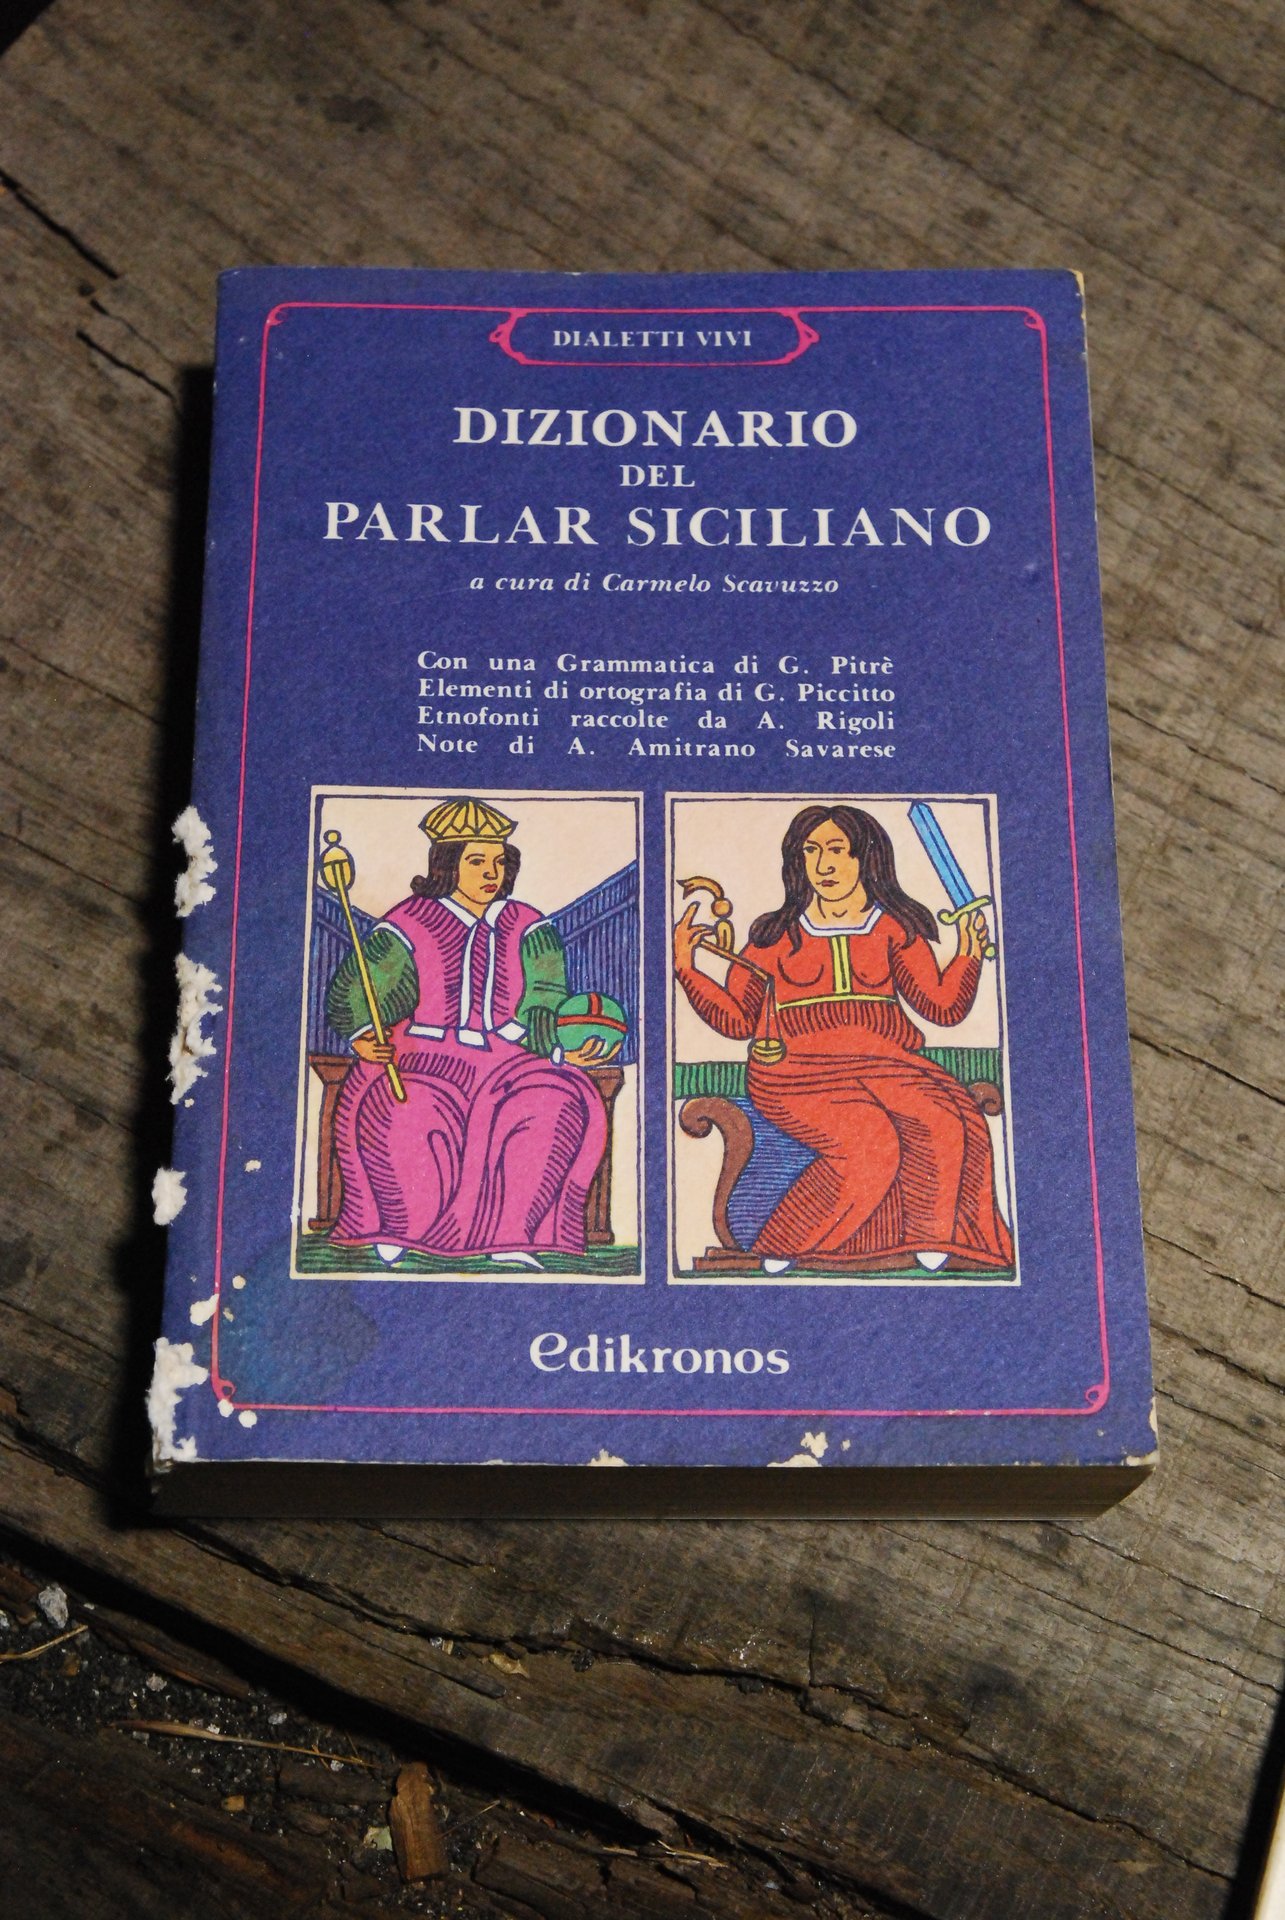 DIALETTI VIVI
DIZIONARIO
DEL
PARLAR SICILIANO
a cura di Carmelo Scavuzzo
Con una Grammatica di G. Pitrè
Elementi di ortografia di G. Piccitto
Etnofonti raccolte da A. Rigoli
Note di A. Amitrano Savarese
edikronos